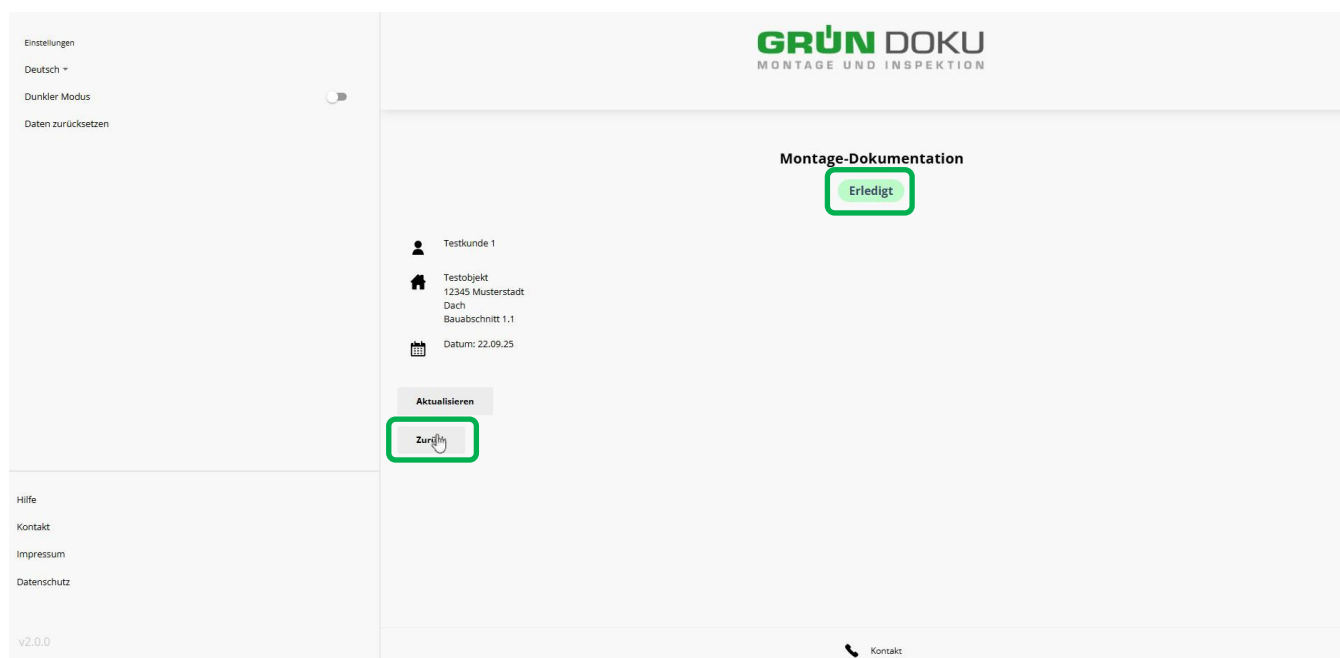 Einstellungen
Deutsch
Dunkler Modus
Daten zurücksetzen
Hilfe
Kontakt
Impressum
Datenschutz
v2.0.0
GRÜN DOKU
MONTAGE UND INSPEKTION
Montage-Dokumentation
Erledigt
Testkunde 1
Testobjekt
12345 Musterstadt
Dach
Bauabschnitt 1.1
Datum: 22.09.25
Aktualisieren
Kontakt